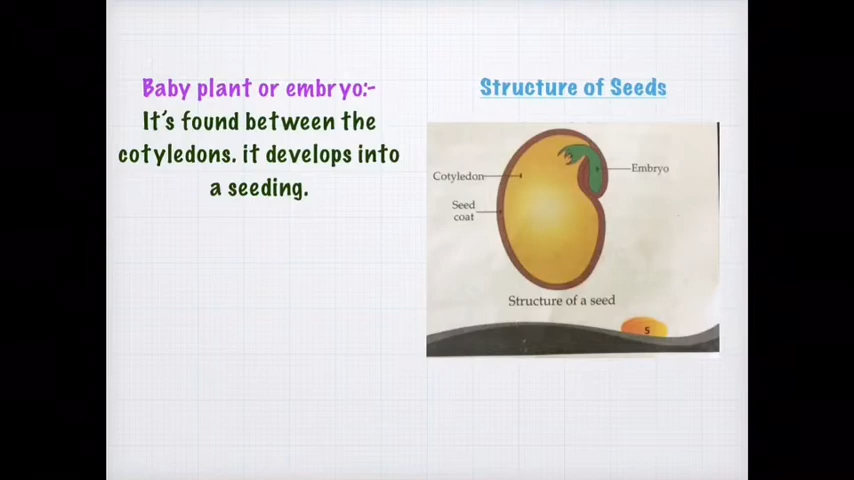 Baby plant or embryo:-
It's found between the
cotyledons. it develops into
a seeding.
Structure of Seeds
Cotyledon
Embryo
Seed
coat
Structure of a seed
5